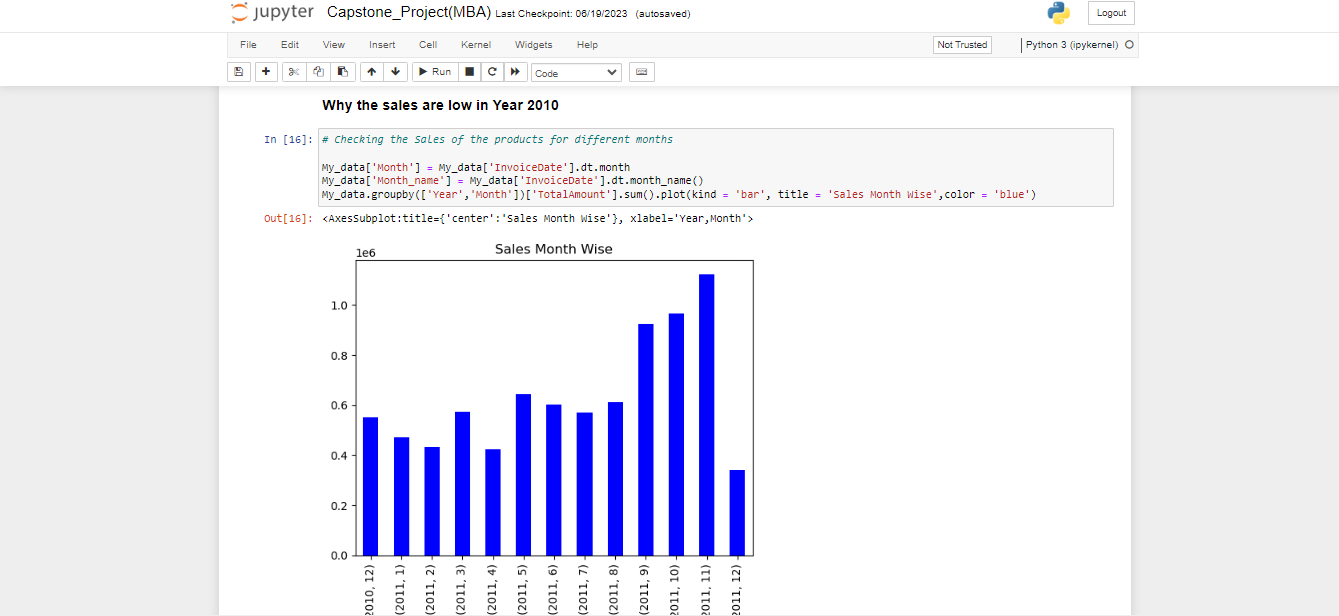 jupyter Capstone_Project(MBA) Last Checkpoint: 06/19/2023 (autosaved)
Logout
File Edit View Insert Cell Kernel Widgets Help
Not Trusted
Python 3 (ipykernel)
Run
Code
Why the sales are low in Year 2010
In [16]:
# Checking the Sales of the products for different months
My_data['Month'] = My_data['InvoiceDate'].dt.month
My_data['Month_name'] = My_data['InvoiceDate'].dt.month_name()
My_data.groupby(['Year','Month'])['TotalAmount'].sum().plot(kind = 'bar', title = 'Sales Month Wise',color = 'blue')
Out[16]: <AxesSubplot:title={'center':'Sales Month Wise'}, xlabel='Year,Month'>
Sales Month Wise
1e6
1.0
0.8
0.6
0.4
0.2
0.0
2010, 12)
(2011, 1)
(2011, 2)
(2011, 3)
(2011, 4)
(2011, 5)
(2011, 6)
(2011, 7)
(2011, 8)
(2011, 9)
2011, 10)
2011, 11)
2011, 12)